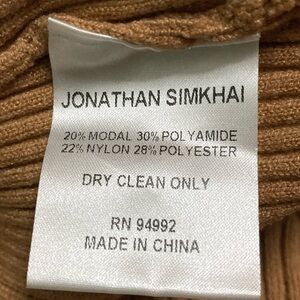 JONATHAN SIMKHAI
20% MODAL 30% POLYAMIDE
22% NYLON 28% POLYESTER
DRY CLEAN ONLY
RN 94992
MADE IN CHINA